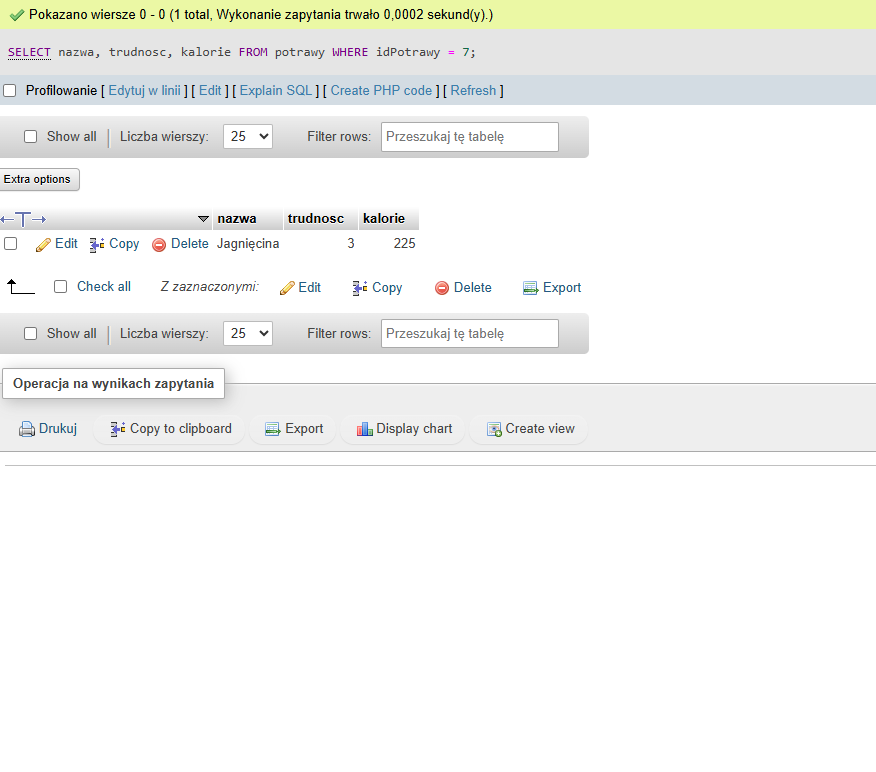 Pokazano wiersze 0 - 0 (1 total, Wykonanie zapytania trwało 0,0002 sekund(y).)
SELECT nazwa, trudnosc, kalorie FROM potrawy WHERE idPotrawy = 7;
Profilowanie [ Edytuj w linii ] [ Edit ] [ Explain SQL ] [ Create PHP code ] [ Refresh ]
Show all Liczba wierszy: 25 Filter rows: Przeszukaj tę tabelę
Extra options
←T→ nazwa trudnosc kalorie
Edit Copy Delete Jagnięcina 3 225
Check all Z zaznaczonymi: Edit Copy Delete Export
Show all Liczba wierszy: 25 Filter rows: Przeszukaj tę tabelę
Operacja na wynikach zapytania
Drukuj Copy to clipboard Export Display chart Create view